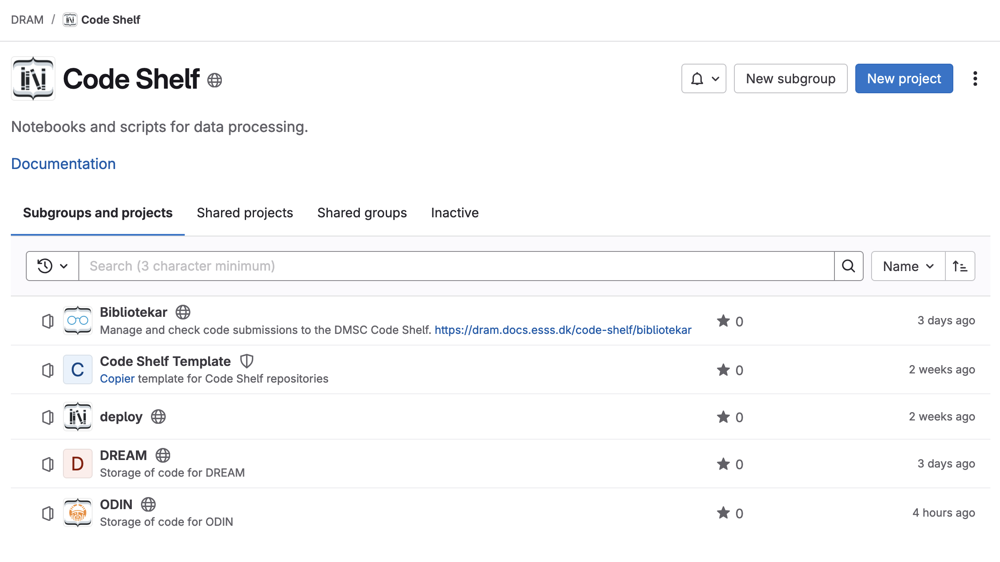 DRAM / Code Shelf
Code Shelf
New subgroup
New project
Notebooks and scripts for data processing.
Documentation
Subgroups and projects
Shared projects
Shared groups
Inactive
Search (3 character minimum)
Name
Bibliotekar
Manage and check code submissions to the DMSC Code Shelf. https://dram.docs.esss.dk/code-shelf/bibliotekar
0
3 days ago
C
Code Shelf Template
Copier template for Code Shelf repositories
0
2 weeks ago
deploy
0
2 weeks ago
D
DREAM
Storage of code for DREAM
0
3 days ago
ODIN
Storage of code for ODIN
0
4 hours ago